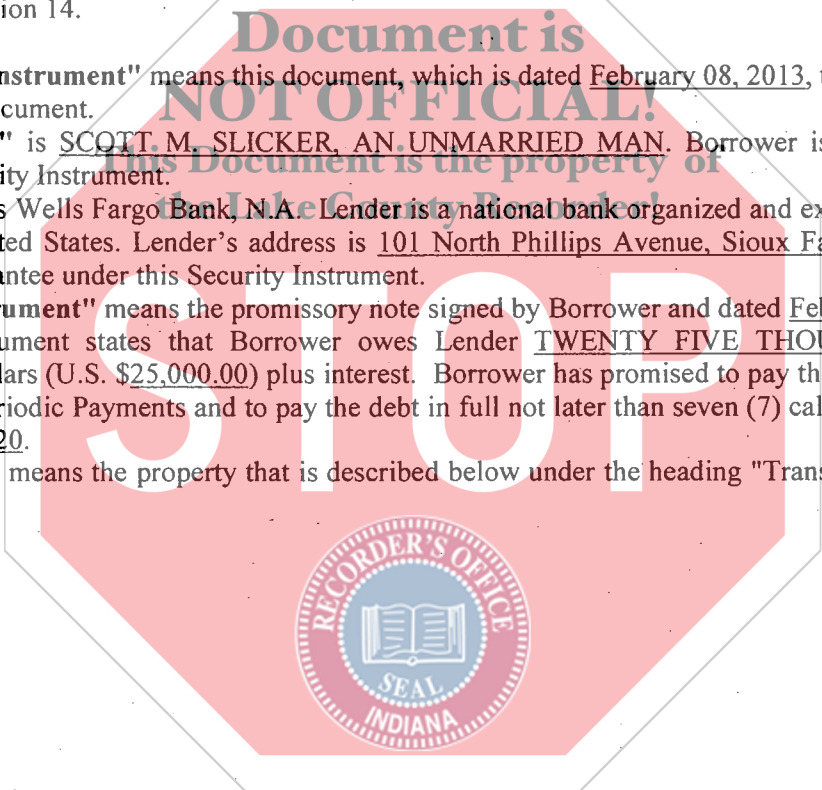 ion 14.
Document is
nstrument" means this document, which is dated February 08, 2013, t
NOT OFFICIAL!
cument.
" is SCOTT M. SLICKER, AN UNMARRIED MAN. Borrower is
This Document is the property of
ity Instrument.
the Lake County Recorder!
s Wells Fargo Bank, N.A. Lender is a national bank organized and ex
ted States. Lender's address is 101 North Phillips Avenue, Sioux Fa
antee under this Security Instrument.
rument" means the promissory note signed by Borrower and dated Feb
ument states that Borrower owes Lender TWENTY FIVE THOU
lars (U.S. $25,000.00) plus interest. Borrower has promised to pay th
riodic Payments and to pay the debt in full not later than seven (7) cal
20.
means the property that is described below under the heading "Trans
STOP
RECORDER'S OFFICE
SEAL
INDIANA